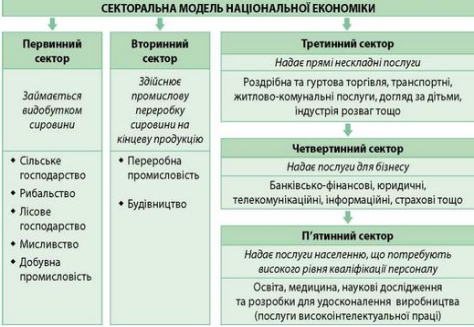 СЕКТОРАЛЬНА МОДЕЛЬ НАЦІОНАЛЬНОЇ ЕКОНОМІКИ
Первинний
сектор
Займається
видобутком
сировини
• Сільське
господарство
• Рибальство
• Лісове
господарство
• Мисливство
• Добувна
промисловість
Вторинний
сектор
Здійснює
промислову
переробку
сировини на
кінцеву продукцію
• Переробна
промисловість
• Будівництво
Третинний сектор
Надає прямі нескладні послуги
Роздрібна та гуртова торгівля, транспортні,
житлово-комунальні послуги, догляд за дітьми,
індустрія розваг тощо
Четвертинний сектор
Надає послуги для бізнесу
Банківсько-фінансові, юридичні,
телекомунікаційні, інформаційні, страхові тощо
П’ятинний сектор
Надає послуги населенню, що потребують
високого рівня кваліфікації персоналу
Освіта, медицина, наукові дослідження
та розробки для удосконалення виробництва
(послуги високоінтелектуальної праці)